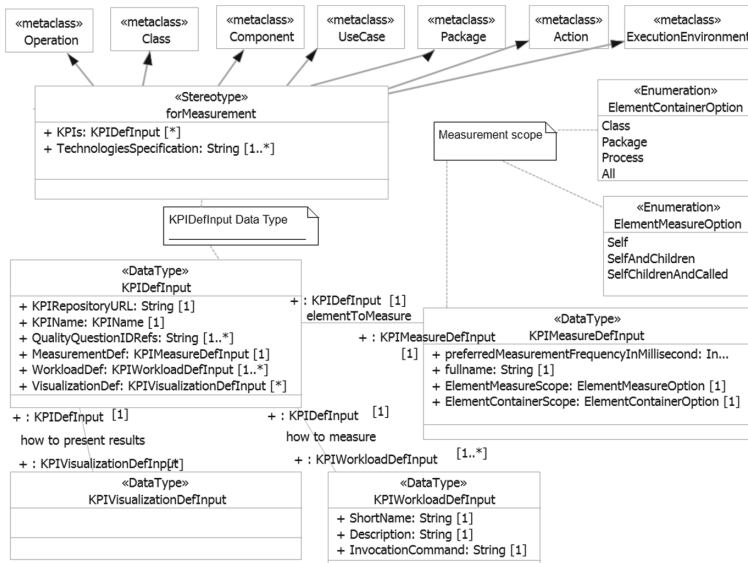 «metaclass»
Operation
«metaclass»
Class
«metaclass»
Component
«metaclass»
UseCase
«metaclass»
Package
«metaclass»
Action
«metaclass»
ExecutionEnvironment
«Stereotype»
forMeasurement
+ KPIs: KPIDefInput [*]
+ TechnologiesSpecification: String [1..*]
Measurement scope
«Enumeration»
ElementContainerOption
Class
Package
Process
All
«Enumeration»
ElementMeasureOption
Self
SelfAndChildren
SelfChildrenAndCalled
KPIDefInput Data Type
«DataType»
KPIDefInput
+ KPIRepositoryURL: String [1]
+ KPIName: KPIName [1]
+ QualityQuestionIDRefs: String [1..*]
+ MeasurementDef: KPIMeasureDefInput [1]
+ WorkloadDef: KPIWorkloadDefInput [1..*]
+ VisualizationDef: KPIVisualizationDefInput [*]
+ : KPIDefInput [1]
elementToMeasure
+ : KPIMeasureDefInput
[1]
«DataType»
KPIMeasureDefInput
+ preferredMeasurementFrequencyInMillisecond: In...
+ fullname: String [1]
+ ElementMeasureScope: ElementMeasureOption [1]
+ ElementContainerScope: ElementContainerOption [1]
+ : KPIDefInput [1]
how to present results
+ : KPIVisualizationDefInput [*]
+ : KPIDefInput [1]
how to measure
+ : KPIWorkloadDefInput [1..*]
«DataType»
KPIVisualizationDefInput
«DataType»
KPIWorkloadDefInput
+ ShortName: String [1]
+ Description: String [1]
+ InvocationCommand: String [1]